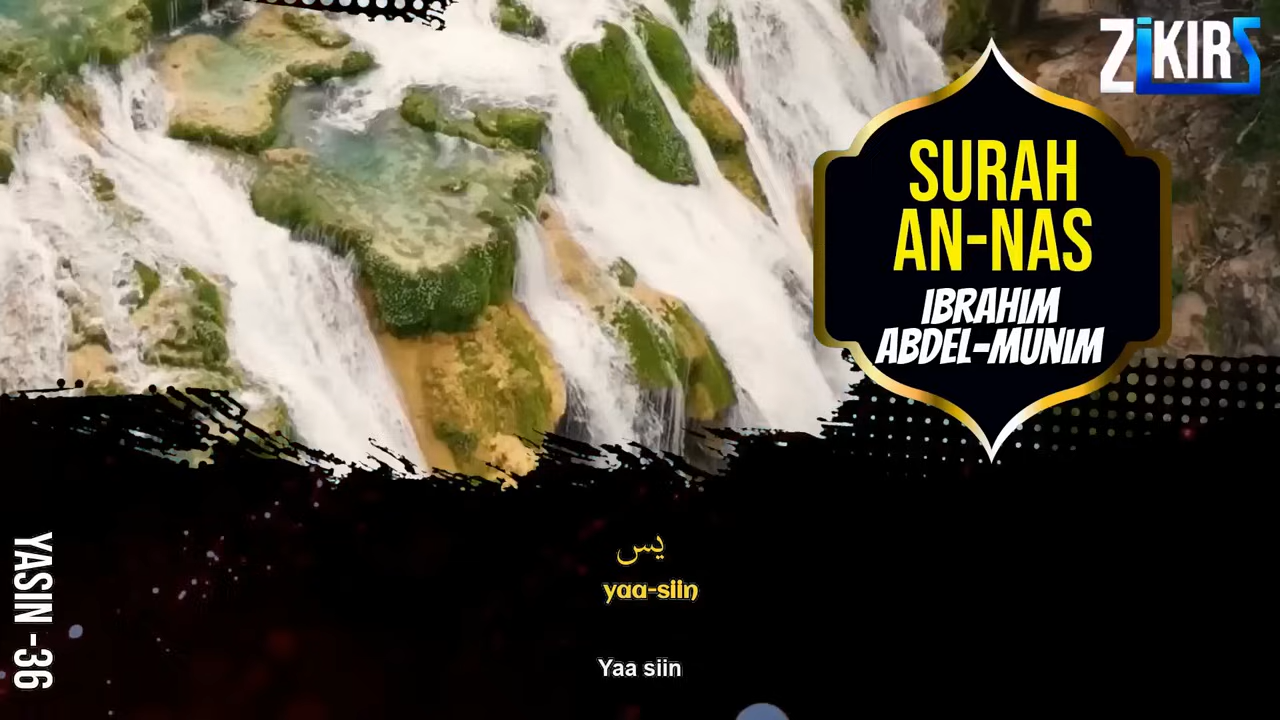 ZiKIRS
SURAH
AN-NAS
IBRAHIM
ABDEL-MUNIM
YASIN -36
يس
yaa-siin
Yaa siin